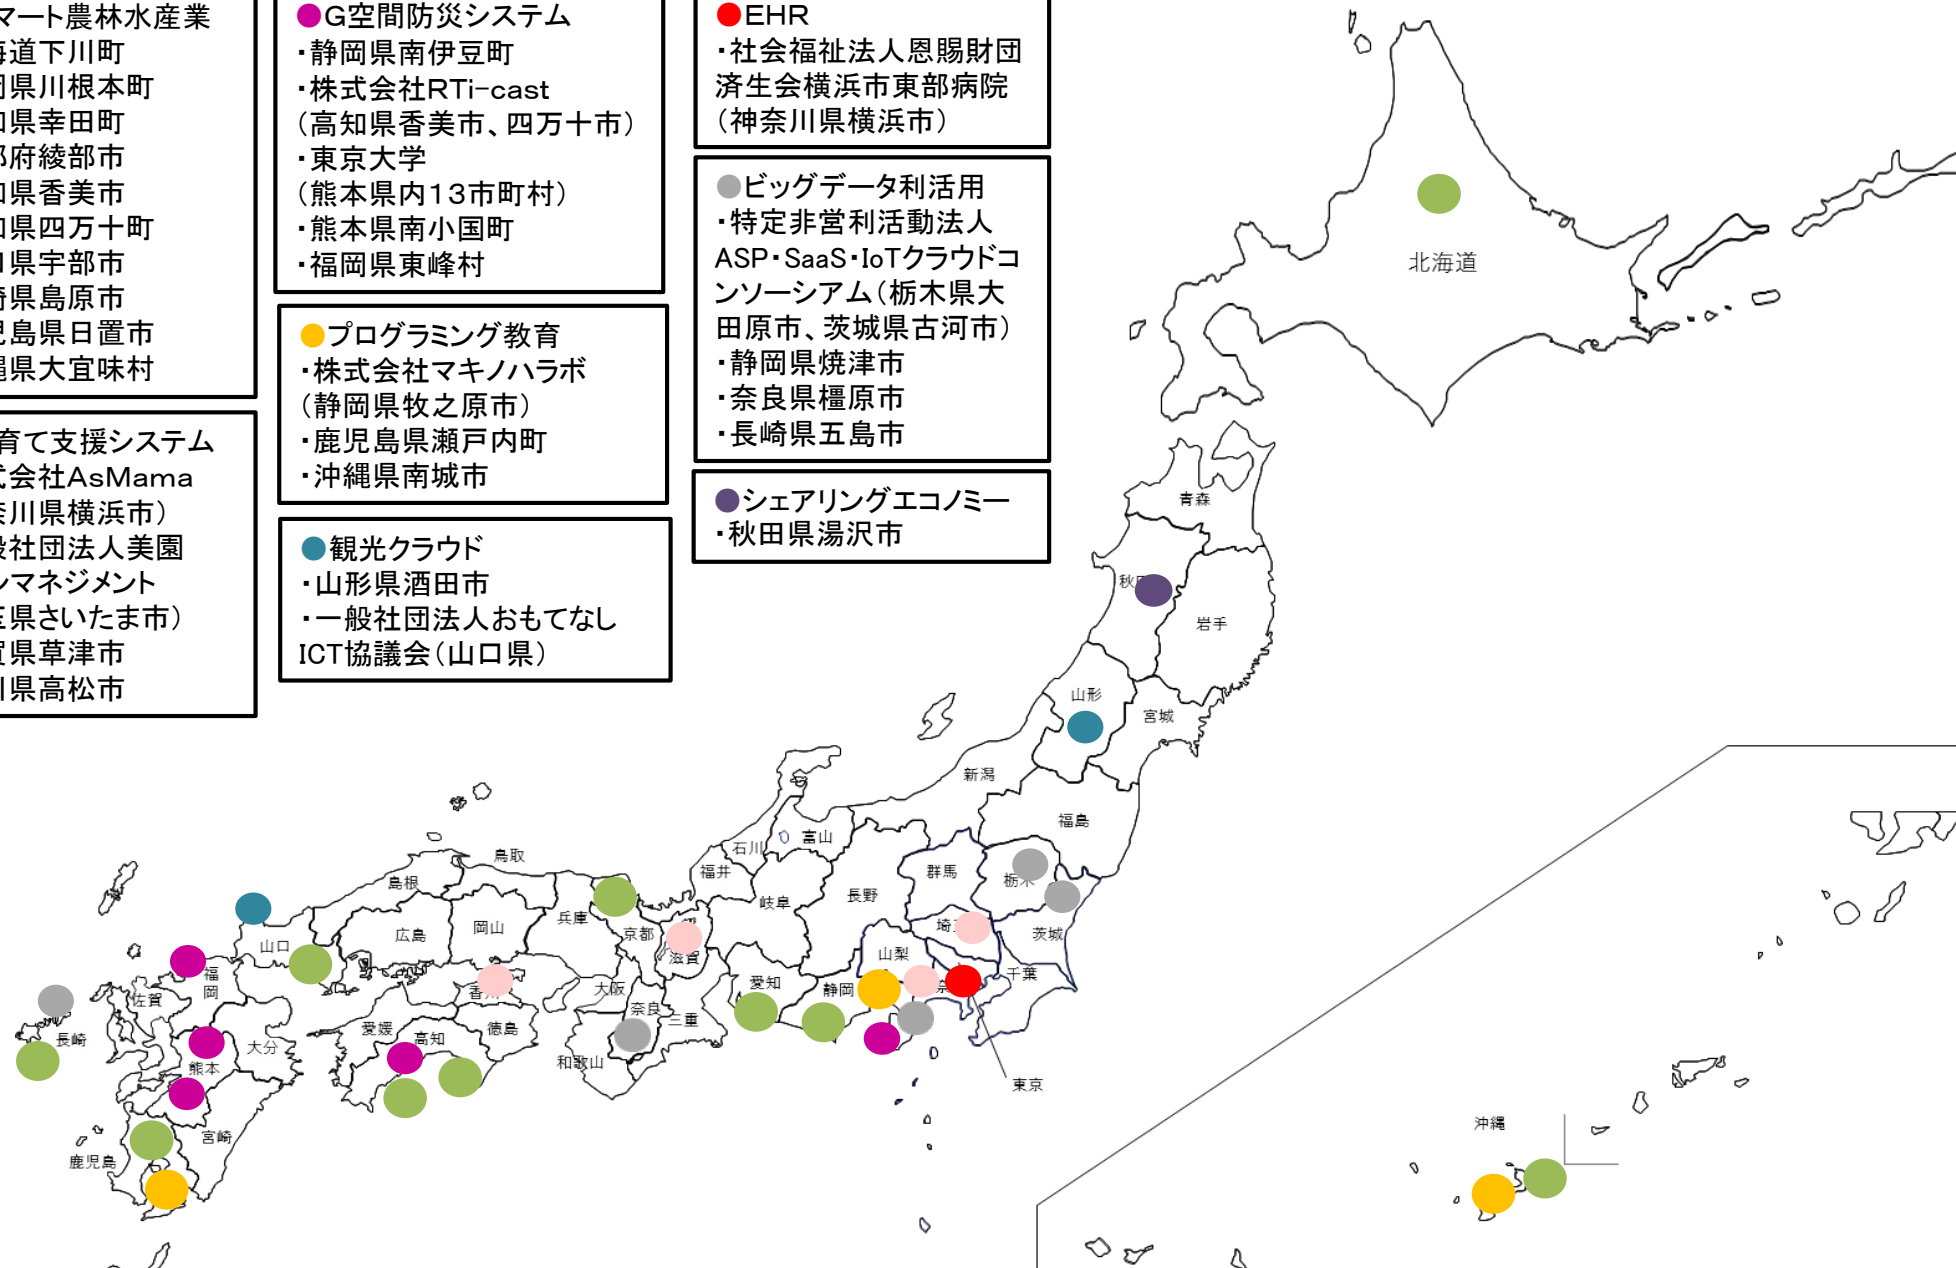 マート農林水産業
海道下川町
岡県川根本町
知県幸田町
都府綾部市
知県香美市
知県四万十町
口県宇部市
崎県島原市
児島県日置市
縄県大宜味村
育て支援システム
式会社AsMama
奈川県横浜市）
般社団法人美園
ンマネジメント
玉県さいたま市）
賀県草津市
川県高松市
●G空間防災システム
・静岡県南伊豆町
・株式会社RTi-cast
（高知県香美市、四万十市）
・東京大学
（熊本県内13市町村）
・熊本県南小国町
・福岡県東峰村
●プログラミング教育
・株式会社マキノハラボ
（静岡県牧之原市）
・鹿児島県瀬戸内町
・沖縄県南城市
●観光クラウド
・山形県酒田市
・一般社団法人おもてなし
ICT協議会（山口県）
●EHR
・社会福祉法人恩賜財団
済生会横浜市東部病院
（神奈川県横浜市）
●ビッグデータ利活用
・特定非営利活動法人
ASP・SaaS・IoTクラウドコ
ンソーシアム（栃木県大
田原市、茨城県古河市）
・静岡県焼津市
・奈良県橿原市
・長崎県五島市
●シェアリングエコノミー
・秋田県湯沢市
北海道
青森
秋
岩手
山形
宮城
新潟
福島
富山
石川
福井
鳥取
島根
群馬
栃木
長野
岐阜
兵庫
岡山
広島
京都
滋賀
埼
茨城
山梨
山口
福岡
佐賀
千葉
愛知
静岡
大阪
香川
奈良
三重
奈
徳島
愛媛
高知
長崎
大分
熊本
和歌山
東京
宮崎
鹿児島
沖縄